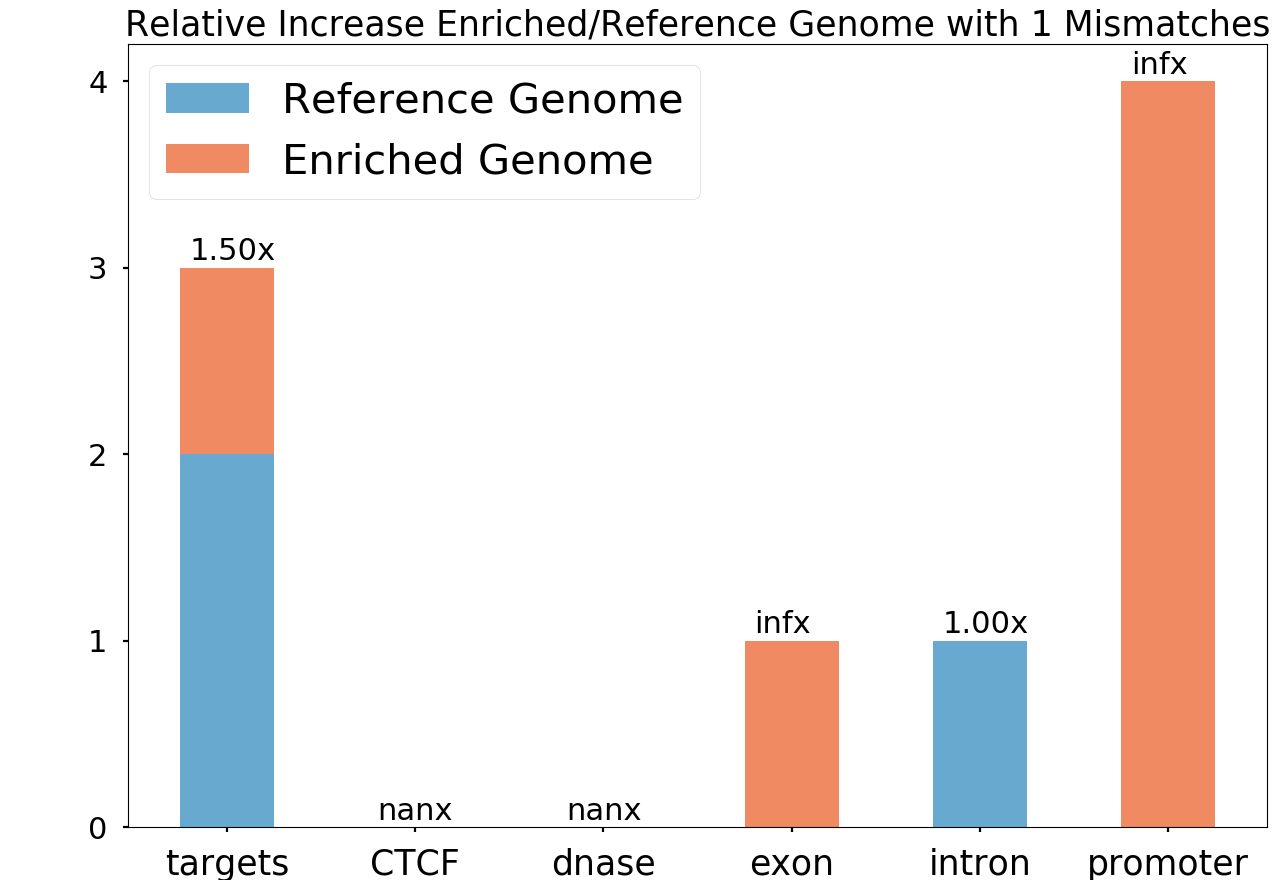 Relative Increase Enriched/Reference Genome with 1 Mismatches
infx
4
Reference Genome
Enriched Genome
1.50x
3
2
infx
1.00x
1
nanx
nanx
0
targets
CTCF
dnase
exon
intron
promoter